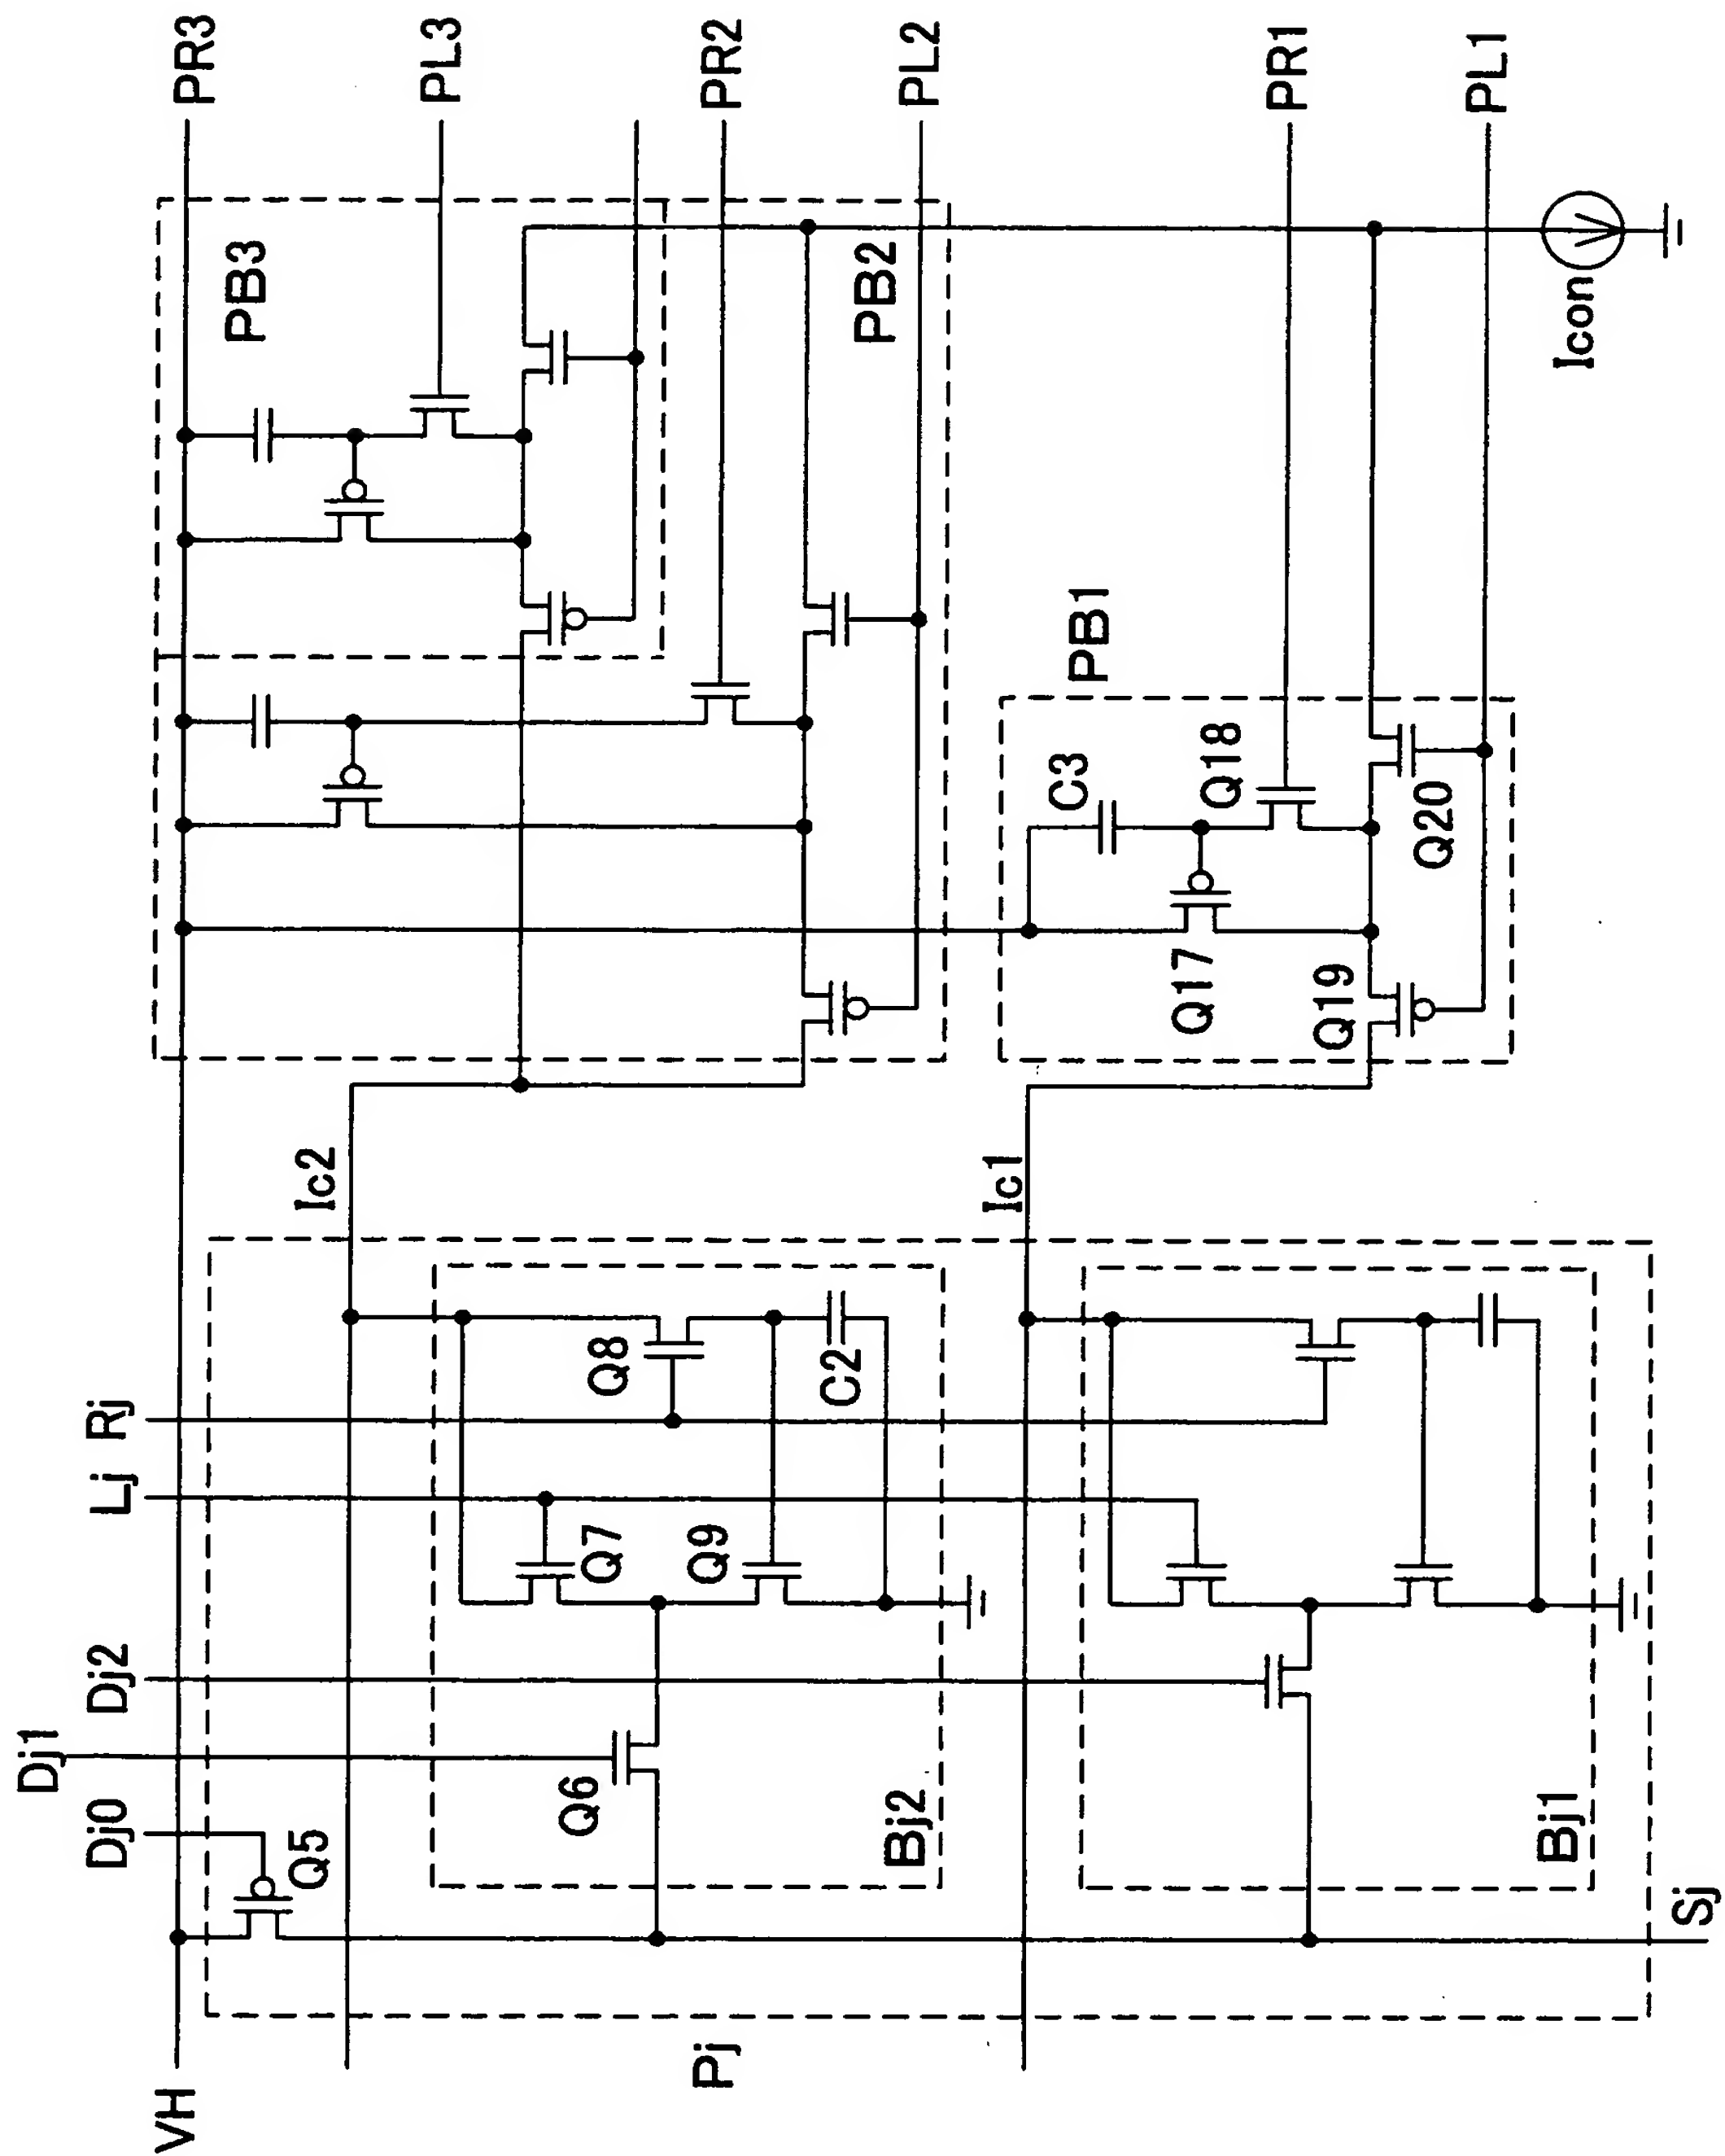 PR3
PL3
PR2
PL2
PR1
PL1
PB3
PB2
PB1
Icon
C3
Q18
Q20
Q17
Q19
Ic2
Ic1
Rj
Lj
Dj2
Dj1
Dj0
Q8
C2
Q7
Q9
Q6
Q5
Bj2
Bj1
Sj
Pj
VH